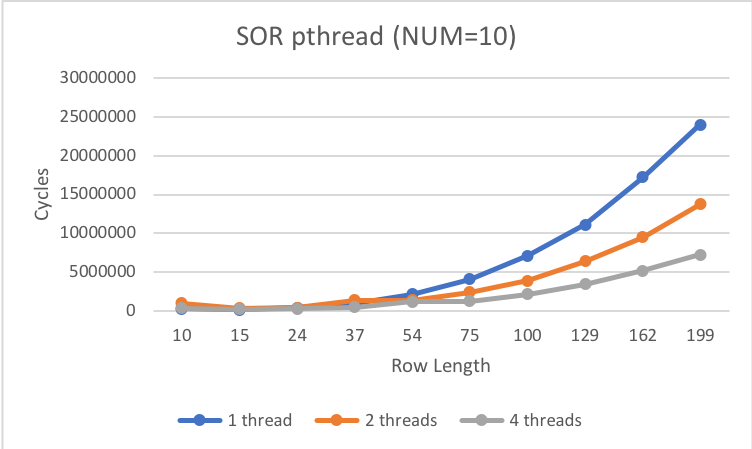 SOR pthread (NUM=10)
30000000
25000000
20000000
15000000
10000000
5000000
0
Cycles
10 15 24 37 54 75 100 129 162 199
Row Length
1 thread 2 threads 4 threads